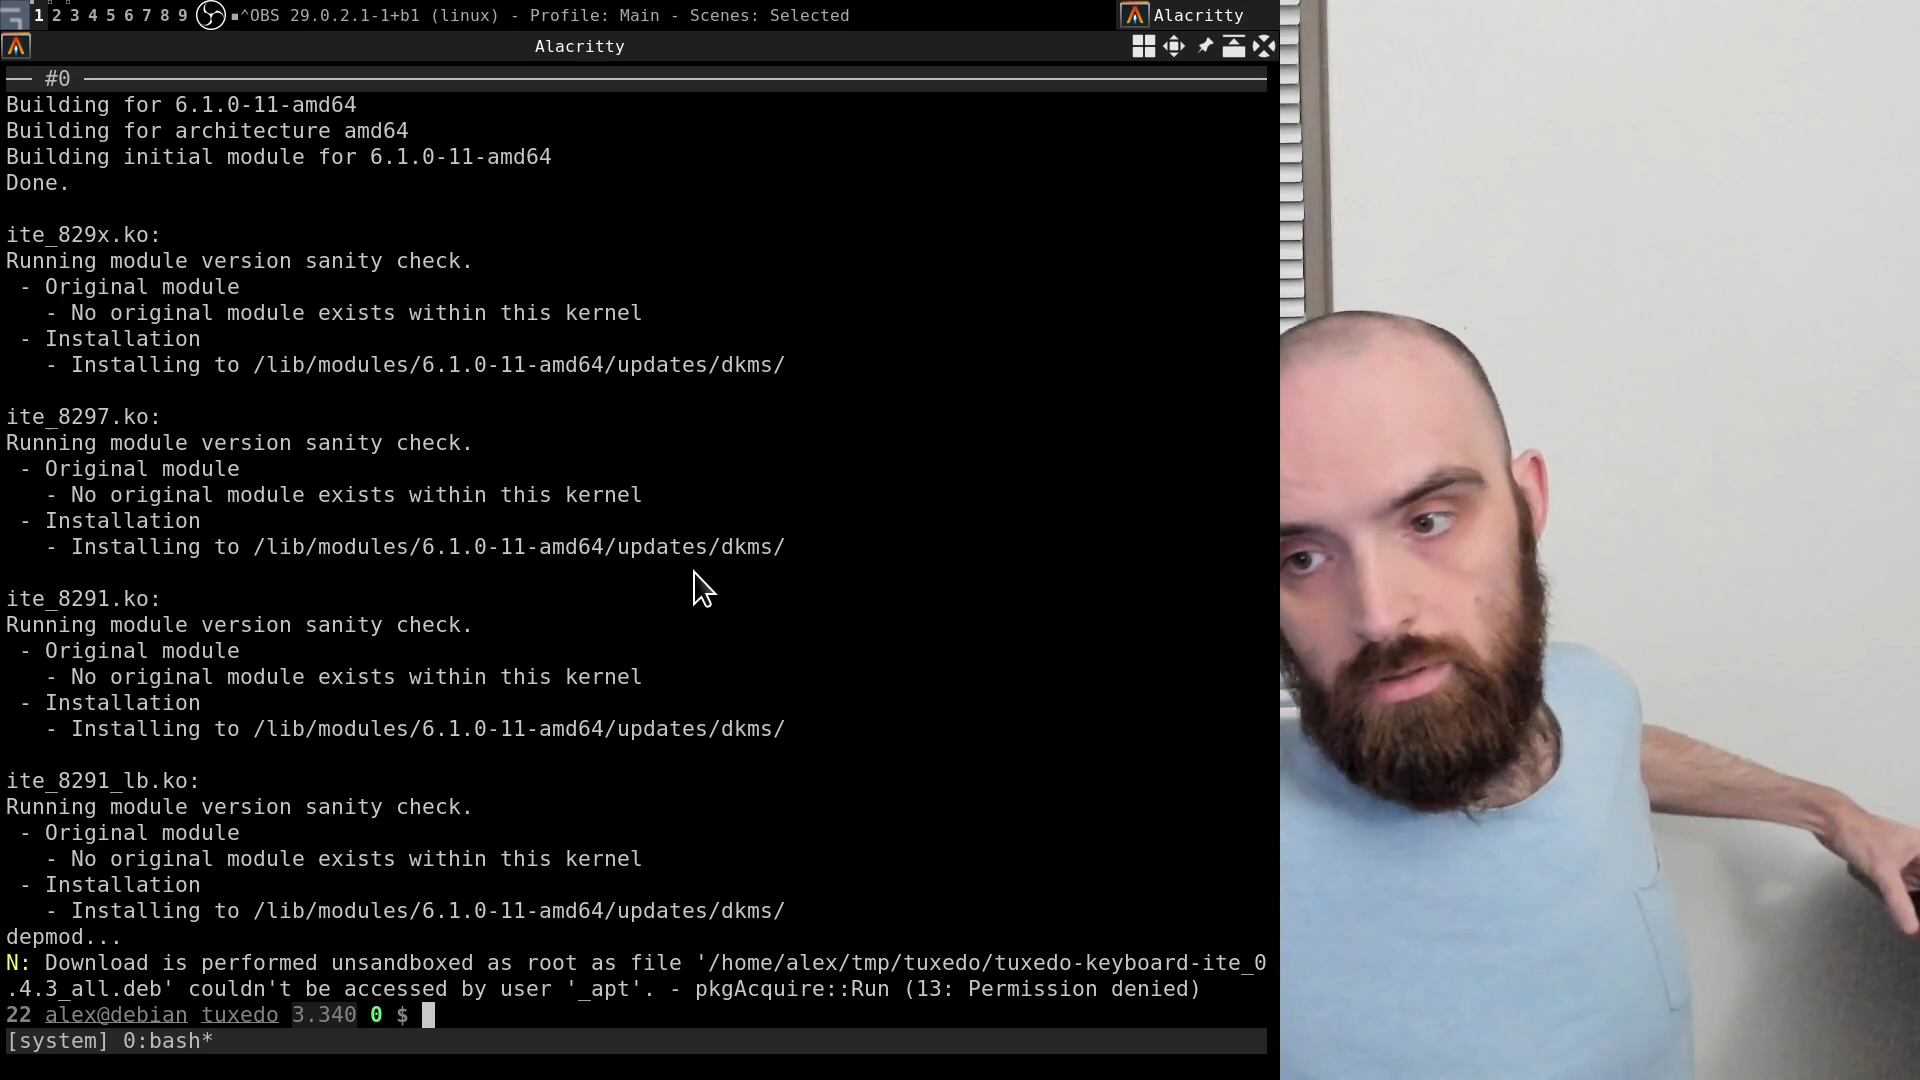 1 2 3 4 5 6 7 8 9 ^OBS 29.0.2.1-1+b1 (linux) - Profile: Main - Scenes: Selected Alacritty
Alacritty
#0
Building for 6.1.0-11-amd64
Building for architecture amd64
Building initial module for 6.1.0-11-amd64
Done.
ite_829x.ko:
Running module version sanity check.
- Original module
- No original module exists within this kernel
- Installation
- Installing to /lib/modules/6.1.0-11-amd64/updates/dkms/
ite_8297.ko:
Running module version sanity check.
- Original module
- No original module exists within this kernel
- Installation
- Installing to /lib/modules/6.1.0-11-amd64/updates/dkms/
ite_8291.ko:
Running module version sanity check.
- Original module
- No original module exists within this kernel
- Installation
- Installing to /lib/modules/6.1.0-11-amd64/updates/dkms/
ite_8291_lb.ko:
Running module version sanity check.
- Original module
- No original module exists within this kernel
- Installation
- Installing to /lib/modules/6.1.0-11-amd64/updates/dkms/
depmod...
N: Download is performed unsandboxed as root as file '/home/alex/tmp/tuxedo/tuxedo-keyboard-ite_0
.4.3_all.deb' couldn't be accessed by user '_apt'. - pkgAcquire::Run (13: Permission denied)
22 alex@debian tuxedo 3.340 0 $
[system] 0:bash*